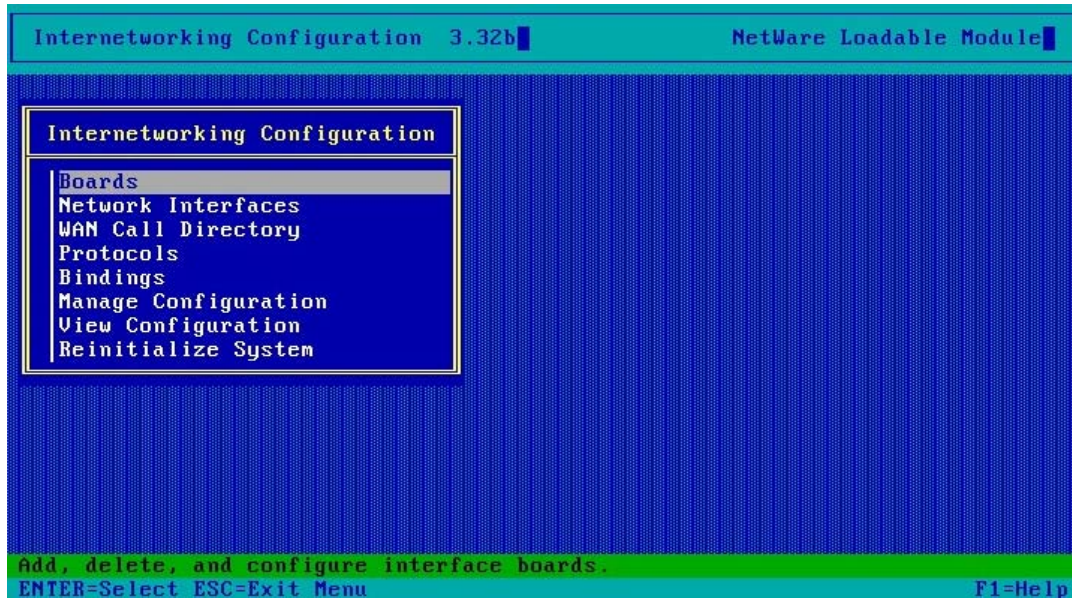 Internetworking Configuration 3.32b NetWare Loadable Module
Internetworking Configuration
Boards
Network Interfaces
WAN Call Directory
Protocols
Bindings
Manage Configuration
View Configuration
Reinitialize System
Add, delete, and configure interface boards.
ENTER=Select ESC=Exit Menu F1=Help